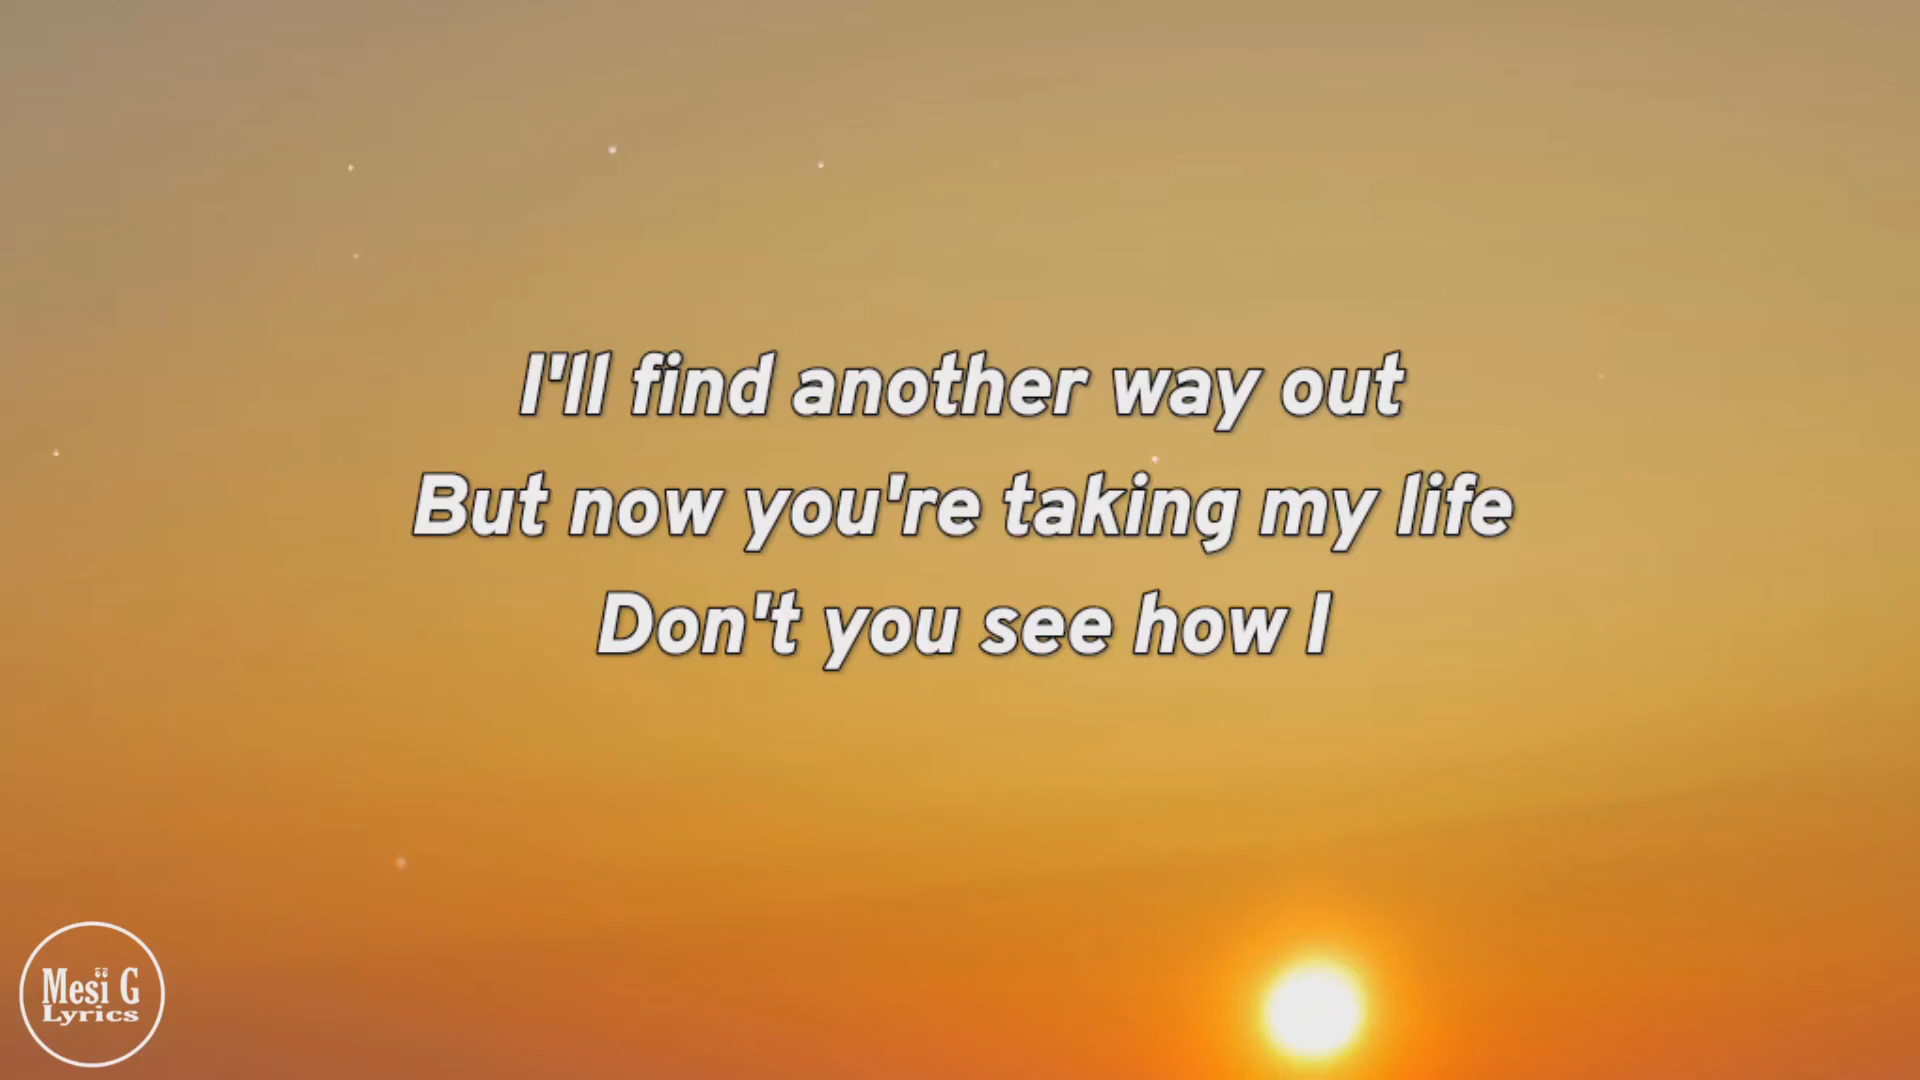 I'll find another way out
But now you're taking my life
Don't you see how I
Mesi G
Lyrics